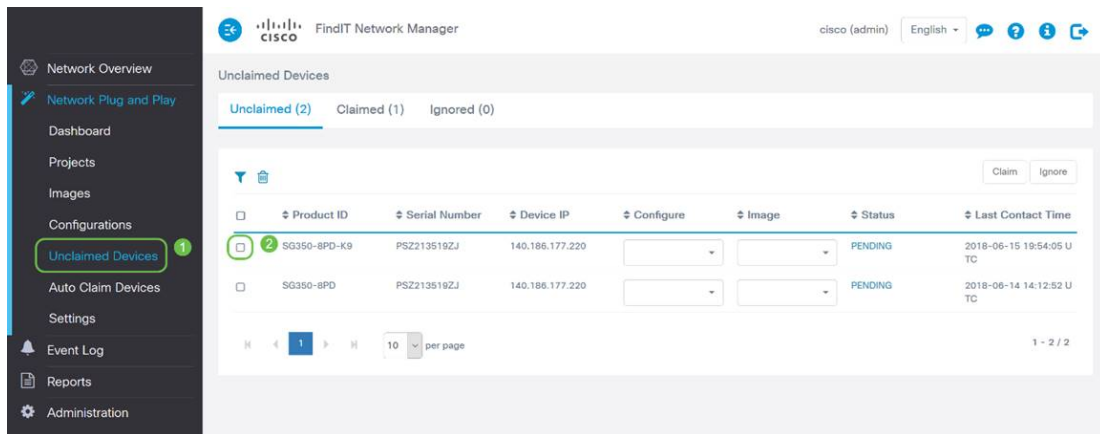 CISCO FindIT Network Manager
cisco (admin) English
Network Overview
Network Plug and Play
Dashboard
Projects
Images
Configurations
Unclaimed Devices 1
Auto Claim Devices
Settings
Event Log
Reports
Administration
Unclaimed Devices
Unclaimed (2) Claimed (1) Ignored (0)
Claim Ignore
Product ID Serial Number Device IP Configure Image Status Last Contact Time
2 SG350-8PD-K9 PSZ213519ZJ 140.186.177.220 PENDING 2018-06-15 19:54:05 U
TC
SG350-8PD PSZ213519ZJ 140.186.177.220 PENDING 2018-06-14 14:12:52 U
TC
1 10 per page 1 - 2 / 2